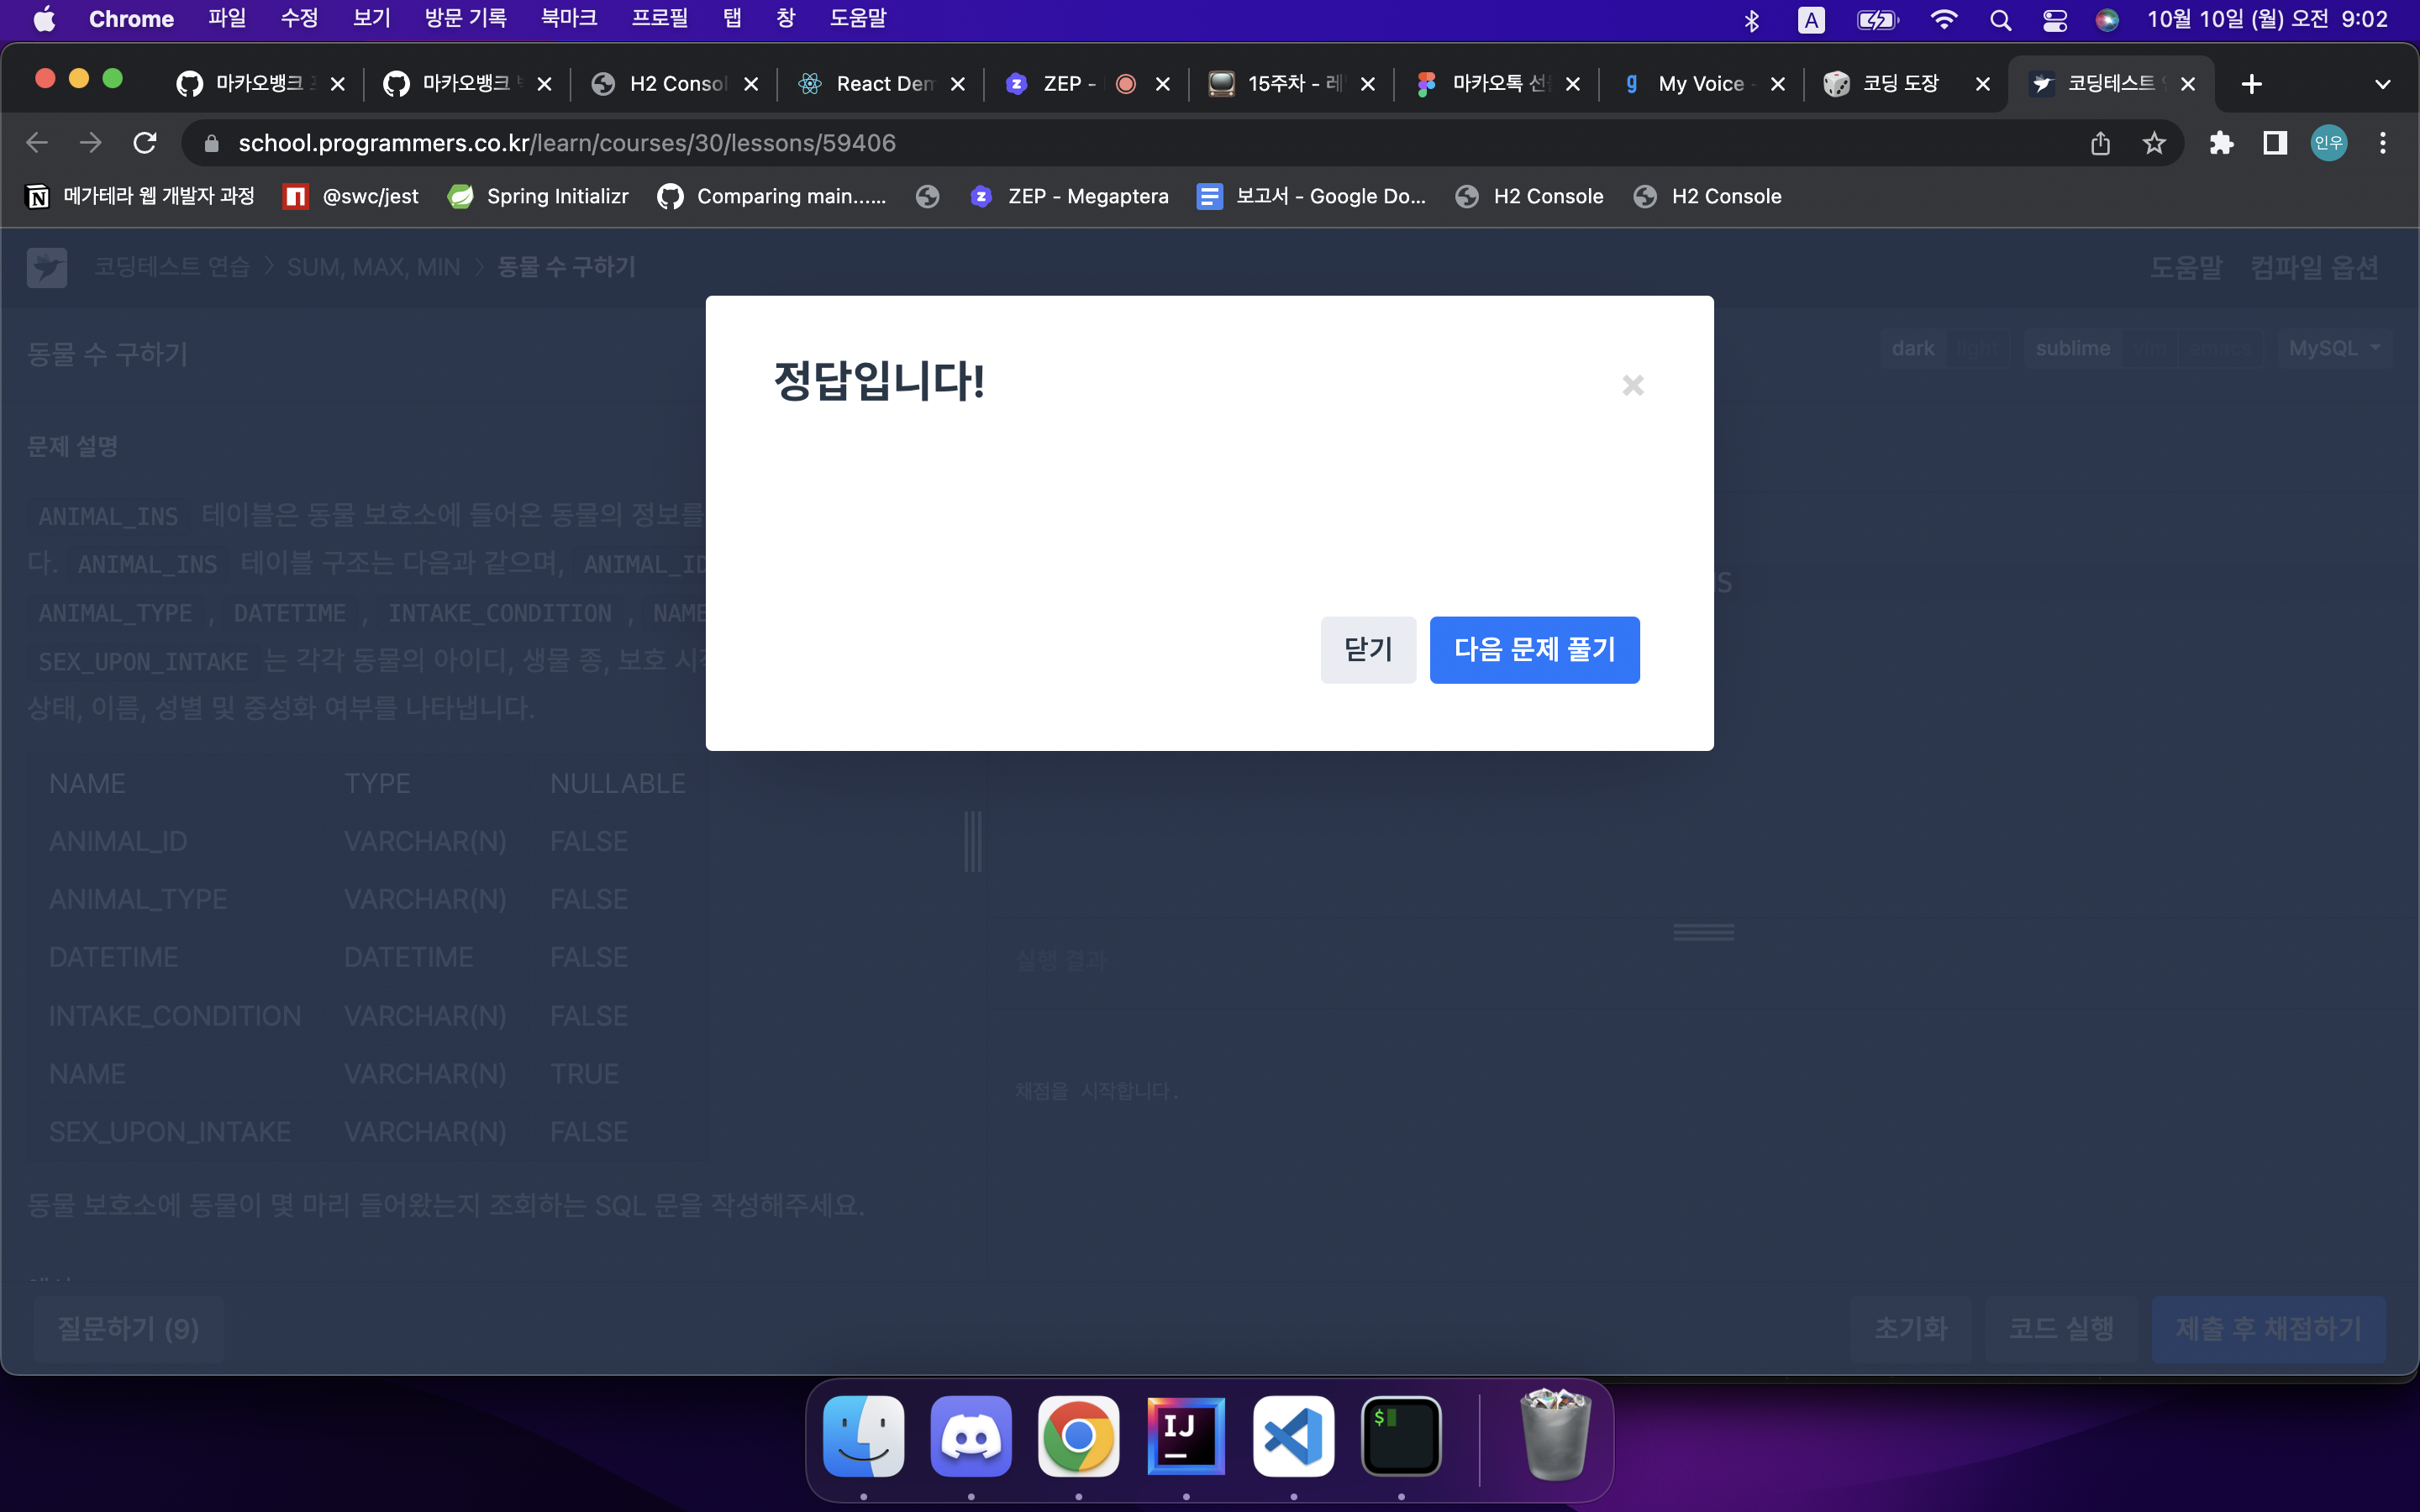 Chrome 파일 수정 보기 방문 기록 북마크 프로필 탭 창 도움말 A 10월 10일 (월) 오전 9:02
마카오뱅크 마카오뱅크 H2 Consol React Dem ZEP - 15주차 - 레 마카오톡 선 My Voice - 코딩 도장 코딩테스트
school.programmers.co.kr/learn/courses/30/lessons/59406 인우
메가테라 웹 개발자 과정 @swc/jest Spring Initializr Comparing main...... ZEP - Megaptera 보고서 - Google Do... H2 Console H2 Console
코딩테스트 연습 SUM, MAX, MIN 동물 수 구하기 도움말 컴파일 옵션
동물 수 구하기 dark light sublime vim emacs MySQL
정답입니다!
닫기 다음 문제 풀기
문제 설명
ANIMAL_INS 테이블은 동물 보호소에 들어온 동물의 정보를
다. ANIMAL_INS 테이블 구조는 다음과 같으며, ANIMAL_ID
ANIMAL_TYPE , DATETIME , INTAKE_CONDITION , NAME
SEX_UPON_INTAKE 는 각각 동물의 아이디, 생물 종, 보호 시
상태, 이름, 성별 및 중성화 여부를 나타냅니다.
S
NAME TYPE NULLABLE
ANIMAL_ID VARCHAR(N) FALSE
ANIMAL_TYPE VARCHAR(N) FALSE
DATETIME DATETIME FALSE
INTAKE_CONDITION VARCHAR(N) FALSE
NAME VARCHAR(N) TRUE
SEX_UPON_INTAKE VARCHAR(N) FALSE
동물 보호소에 동물이 몇 마리 들어왔는지 조회하는 SQL 문을 작성해주세요.
실행 결과
채점을 시작합니다.
질문하기 (9) 초기화 코드 실행 제출 후 채점하기
IJ
$